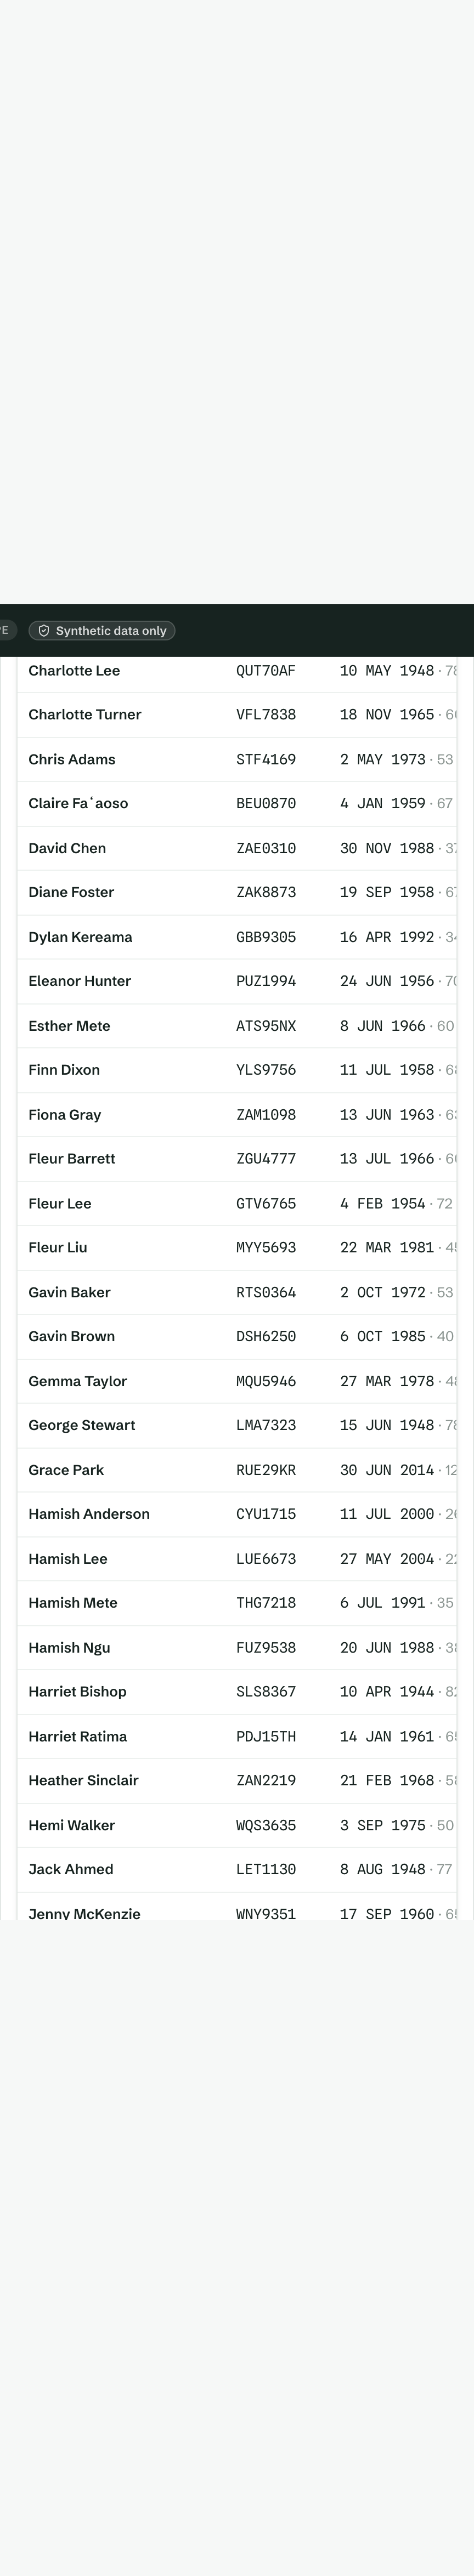 Synthetic data only
Charlotte Lee QUT70AF 10 MAY 1948 ·
Charlotte Turner VFL7838 18 NOV 1965 ·
Chris Adams STF4169 2 MAY 1973 · 53
Claire Faʻaoso BEU0870 4 JAN 1959 · 67
David Chen ZAE0310 30 NOV 1988 ·
Diane Foster ZAK8873 19 SEP 1958 ·
Dylan Kereama GBB9305 16 APR 1992 ·
Eleanor Hunter PUZ1994 24 JUN 1956 ·
Esther Mete ATS95NX 8 JUN 1966 · 60
Finn Dixon YLS9756 11 JUL 1958 ·
Fiona Gray ZAM1098 13 JUN 1963 ·
Fleur Barrett ZGU4777 13 JUL 1966 ·
Fleur Lee GTV6765 4 FEB 1954 · 72
Fleur Liu MYY5693 22 MAR 1981 ·
Gavin Baker RTS0364 2 OCT 1972 · 53
Gavin Brown DSH6250 6 OCT 1985 · 40
Gemma Taylor MQU5946 27 MAR 1978 ·
George Stewart LMA7323 15 JUN 1948 ·
Grace Park RUE29KR 30 JUN 2014 ·
Hamish Anderson CYU1715 11 JUL 2000 ·
Hamish Lee LUE6673 27 MAY 2004 ·
Hamish Mete THG7218 6 JUL 1991 · 35
Hamish Ngu FUZ9538 20 JUN 1988 ·
Harriet Bishop SLS8367 10 APR 1944 ·
Harriet Ratima PDJ15TH 14 JAN 1961 ·
Heather Sinclair ZAN2219 21 FEB 1968 ·
Hemi Walker WQS3635 3 SEP 1975 · 50
Jack Ahmed LET1130 8 AUG 1948 · 77
Jenny McKenzie WNY9351 17 SEP 1960 ·